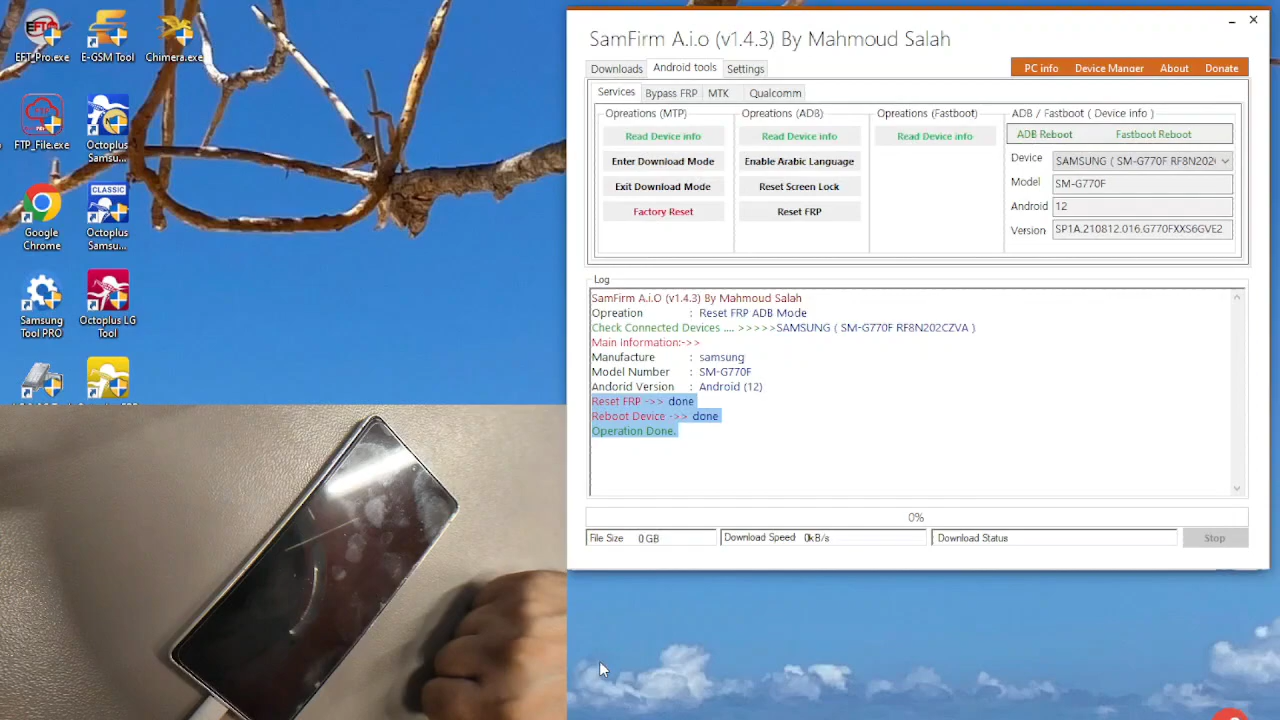 EFT_Pro.exe
E-GSM Tool
Chimera.exe
FTP_File.exe
Octoplus
Samsu...
CLASSIC
Google
Chrome
Octoplus
Samsu...
Samsung
Tool PRO
Octoplus LG
Tool
SamFirm A.i.o (v1.4.3) By Mahmoud Salah
Downloads
Android tools
Settings
PC info
Device Manger
About
Donate
Services
Bypass FRP
MTK
Qualcomm
Opreations (MTP)
Read Device info
Enter Download Mode
Exit Download Mode
Factory Reset
Opreations (ADB)
Read Device info
Enable Arabic Language
Reset Screen Lock
Reset FRP
Opreations (Fastboot)
Read Device info
ADB / Fastboot ( Device info )
ADB Reboot
Fastboot Reboot
Device SAMSUNG ( SM-G770F RF8N202
Model SM-G770F
Android 12
Version SP1A.210812.016.G770FXXS6GVE2
Log
SamFirm A.i.O (v1.4.3) By Mahmoud Salah
Opreation : Reset FRP ADB Mode
Check Connected Devices .... >>>>>SAMSUNG ( SM-G770F RF8N202CZVA )
Main Information:->>
Manufacture : samsung
Model Number : SM-G770F
Andorid Version : Android (12)
Reset FRP ->> done
Reboot Device ->> done
Operation Done.
0%
File Size 0 GB
Download Speed 0kB/s
Download Status
Stop